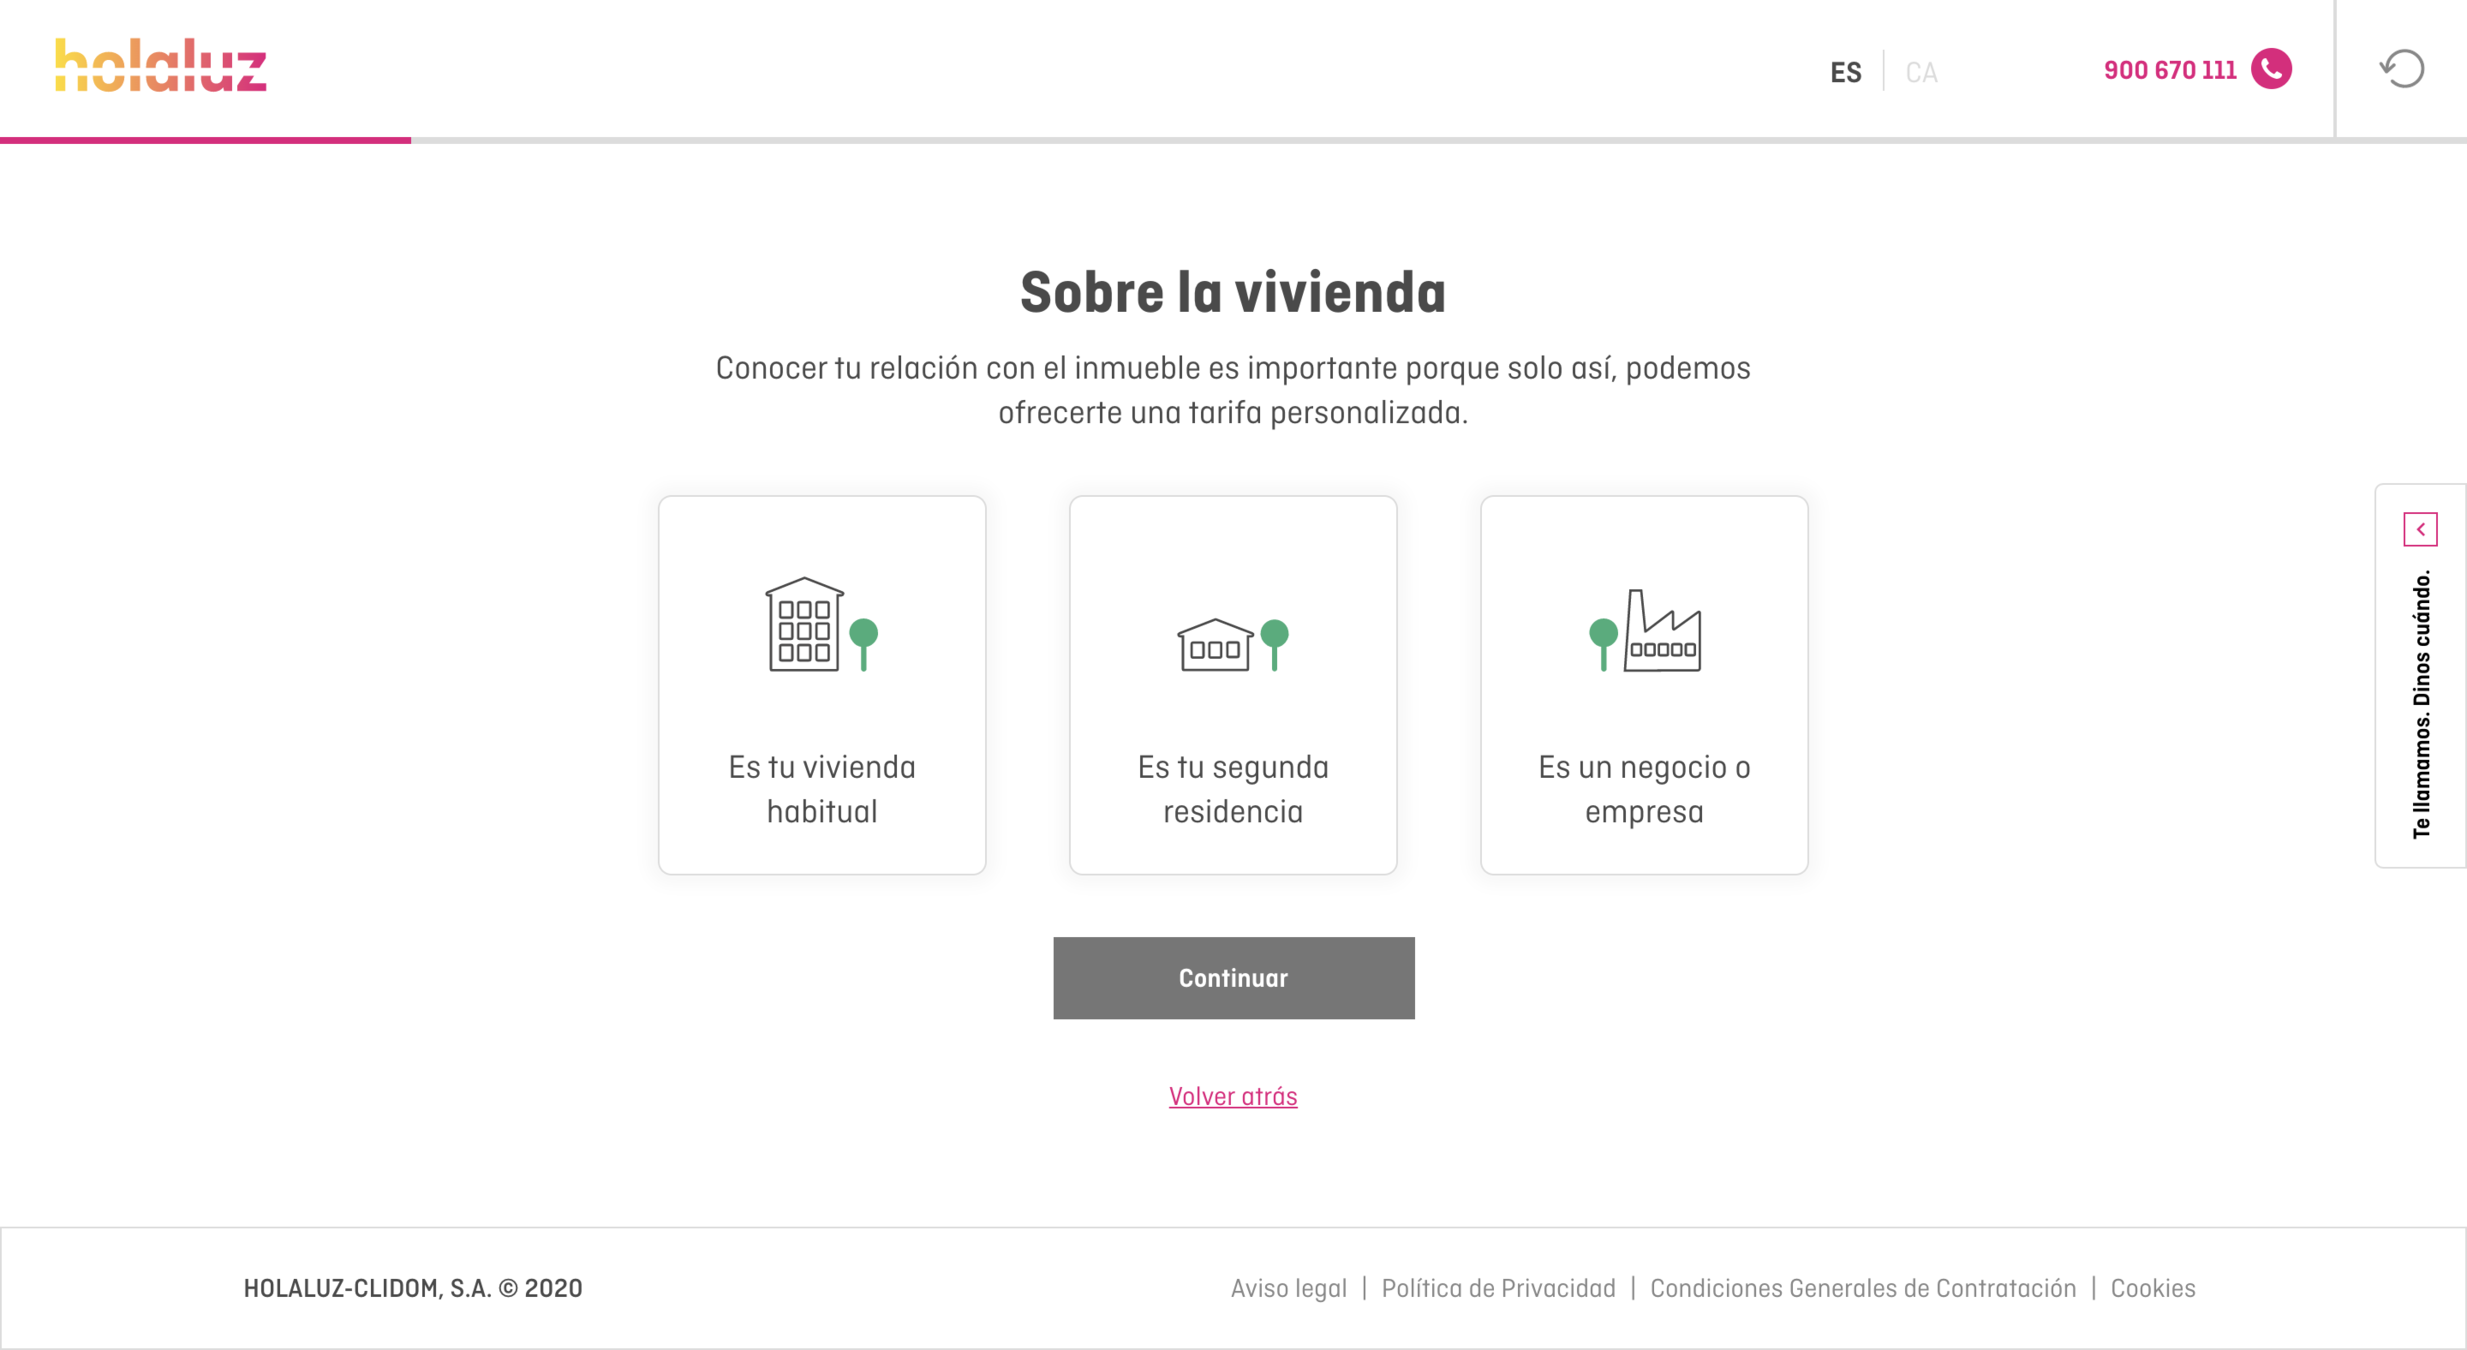 holaluz
ES
CA
900 670 111
Sobre la vivienda
Conocer tu relación con el inmueble es importante porque solo así, podemos
ofrecerte una tarifa personalizada.
Es tu vivienda
habitual
Es tu segunda
residencia
Es un negocio o
empresa
Te llamamos. Dinos cuándo.
Continuar
Volver atrás
HOLALUZ-CLIDOM, S.A. © 2020
Aviso legal | Política de Privacidad | Condiciones Generales de Contratación | Cookies